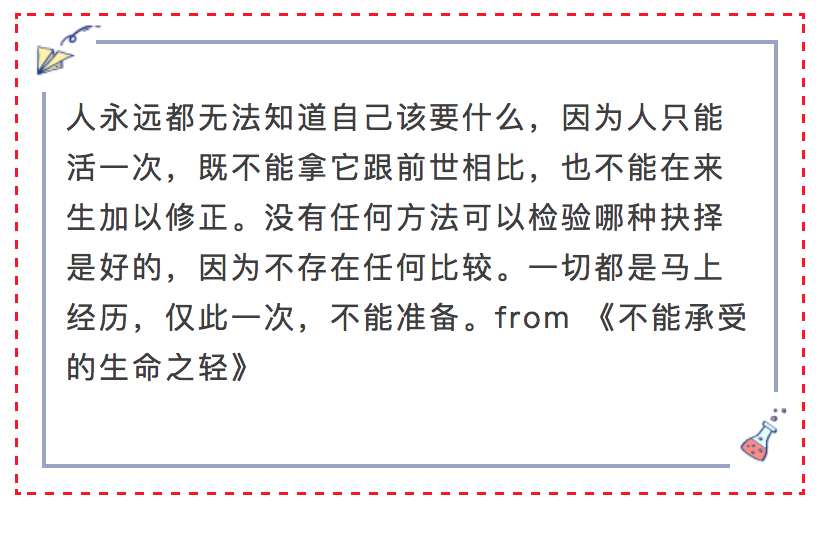 人永远都无法知道自己该要什么，因为人只能
活一次，既不能拿它跟前世相比，也不能在来
生加以修正。没有任何方法可以检验哪种抉择
是好的，因为不存在任何比较。一切都是马上
经历，仅此一次，不能准备。from 《不能承受
的生命之轻》